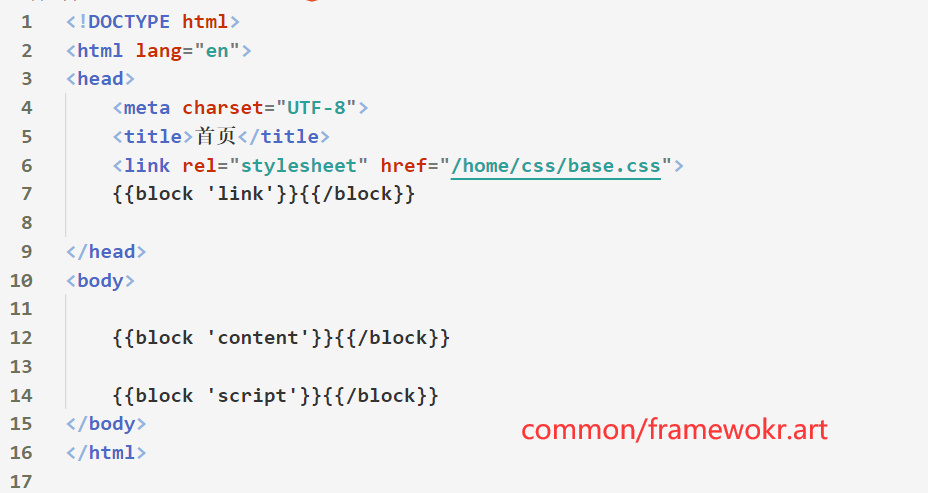 1 <!DOCTYPE html>
2 <html lang="en">
3 <head>
4 <meta charset="UTF-8">
5 <title>首页</title>
6 <link rel="stylesheet" href="/home/css/base.css">
7 {{block 'link'}}{{/block}}
8
9 </head>
10 <body>
11
12 {{block 'content'}}{{/block}}
13
14 {{block 'script'}}{{/block}}
15 </body>
common/framewokr.art
16 </html>
17